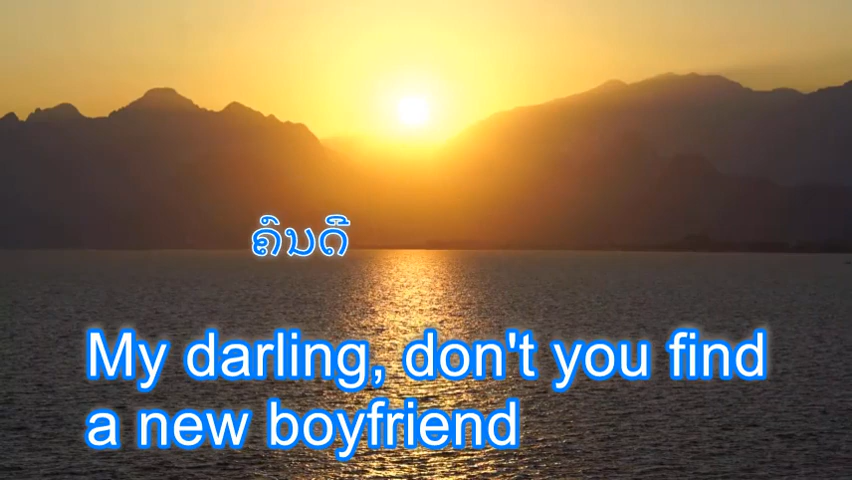 ຄົນດີ
My darling, don't you find
a new boyfriend